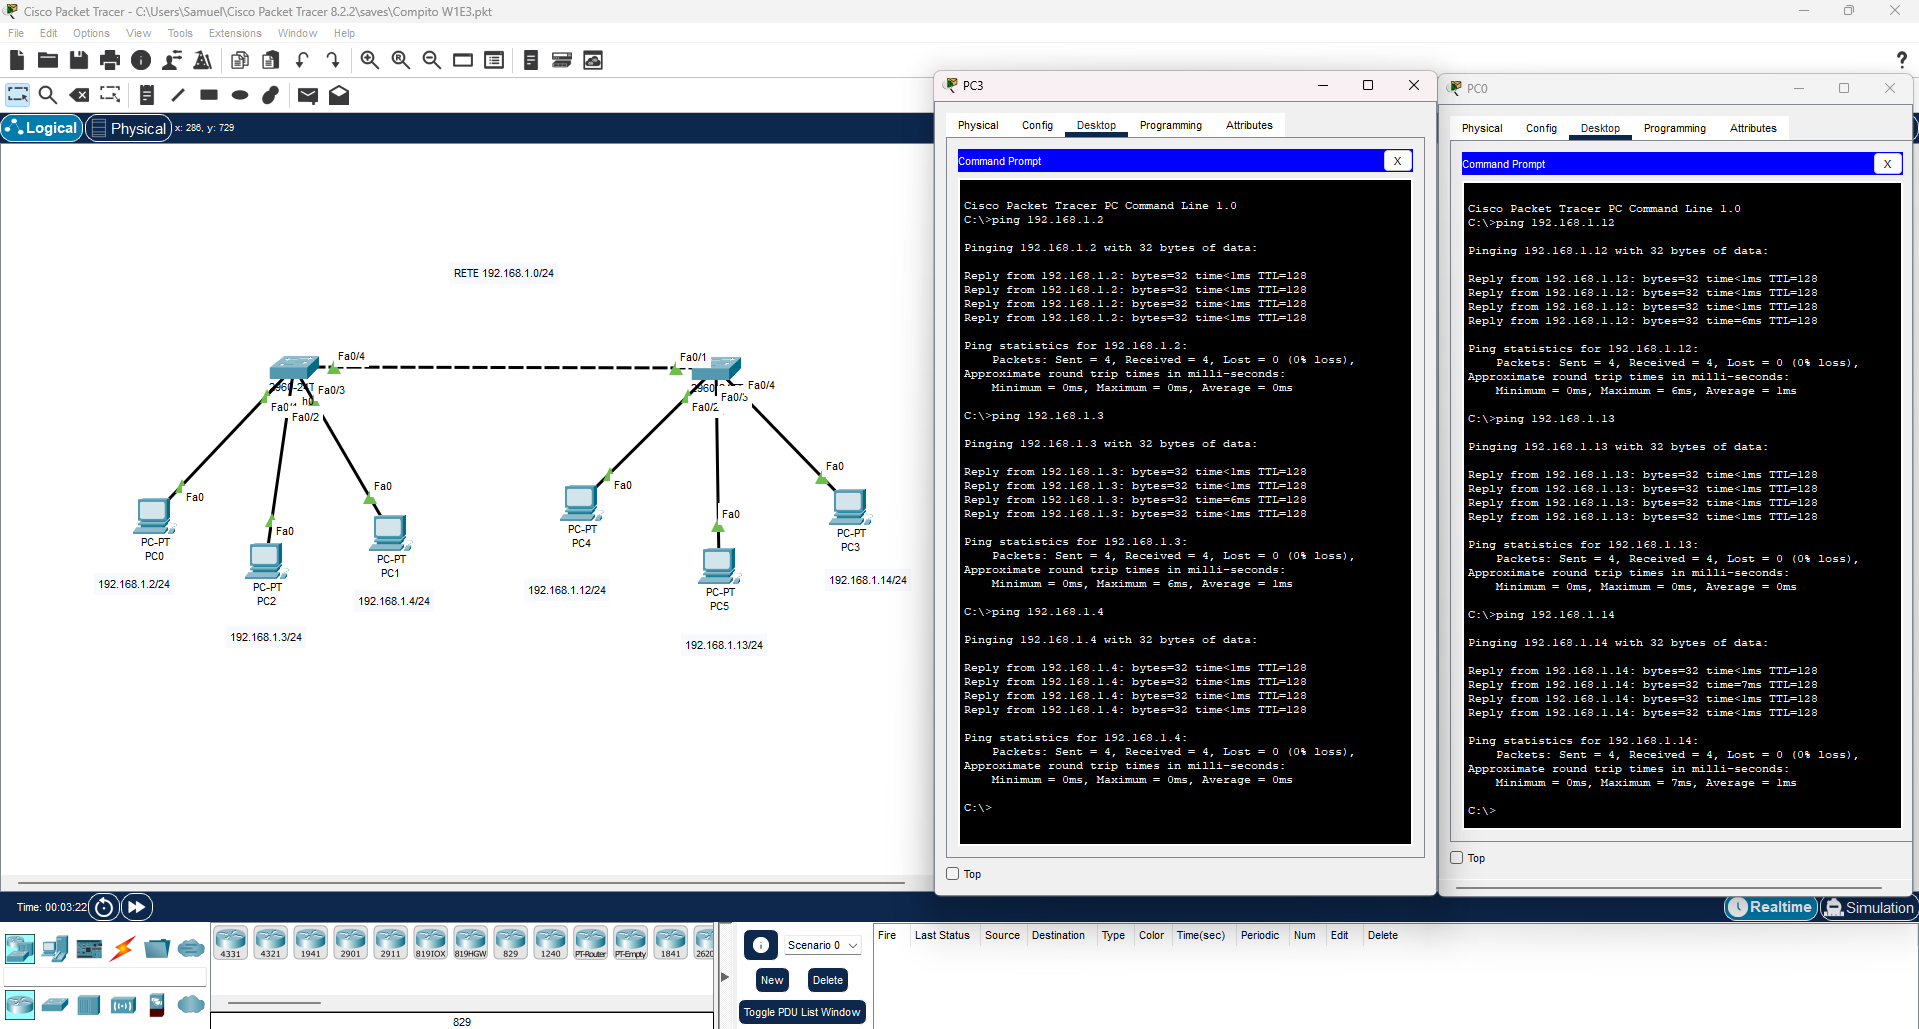 Cisco Packet Tracer - C:\Users\Samuel\Cisco Packet Tracer 8.2.2\saves\Compito W1E3.pkt
File Edit Options View Tools Extensions Window Help
Logical Physical x: 286, y: 729
RETE 192.168.1.0/24
Fa0/4
Fa0/1
Fa0/3
Fa0/2
Fa0/4
Fa0/3
Fa0/2
Fa0
PC-PT
PC0
192.168.1.2/24
Fa0
PC-PT
PC2
192.168.1.3/24
Fa0
PC-PT
PC1
192.168.1.4/24
Fa0
PC-PT
PC4
192.168.1.12/24
Fa0
PC-PT
PC5
192.168.1.13/24
Fa0
PC-PT
PC3
192.168.1.14/24
PC3
Physical Config Desktop Programming Attributes
Command Prompt X
Cisco Packet Tracer PC Command Line 1.0
C:\>ping 192.168.1.2
Pinging 192.168.1.2 with 32 bytes of data:
Reply from 192.168.1.2: bytes=32 time<1ms TTL=128
Reply from 192.168.1.2: bytes=32 time<1ms TTL=128
Reply from 192.168.1.2: bytes=32 time<1ms TTL=128
Reply from 192.168.1.2: bytes=32 time<1ms TTL=128
Ping statistics for 192.168.1.2:
Packets: Sent = 4, Received = 4, Lost = 0 (0% loss),
Approximate round trip times in milli-seconds:
Minimum = 0ms, Maximum = 0ms, Average = 0ms
C:\>ping 192.168.1.3
Pinging 192.168.1.3 with 32 bytes of data:
Reply from 192.168.1.3: bytes=32 time<1ms TTL=128
Reply from 192.168.1.3: bytes=32 time<1ms TTL=128
Reply from 192.168.1.3: bytes=32 time=6ms TTL=128
Reply from 192.168.1.3: bytes=32 time<1ms TTL=128
Ping statistics for 192.168.1.3:
Packets: Sent = 4, Received = 4, Lost = 0 (0% loss),
Approximate round trip times in milli-seconds:
Minimum = 0ms, Maximum = 6ms, Average = 1ms
C:\>ping 192.168.1.4
Pinging 192.168.1.4 with 32 bytes of data:
Reply from 192.168.1.4: bytes=32 time<1ms TTL=128
Reply from 192.168.1.4: bytes=32 time<1ms TTL=128
Reply from 192.168.1.4: bytes=32 time<1ms TTL=128
Reply from 192.168.1.4: bytes=32 time<1ms TTL=128
Ping statistics for 192.168.1.4:
Packets: Sent = 4, Received = 4, Lost = 0 (0% loss),
Approximate round trip times in milli-seconds:
Minimum = 0ms, Maximum = 0ms, Average = 0ms
C:\>
Top
PC0
Physical Config Desktop Programming Attributes
Command Prompt X
Cisco Packet Tracer PC Command Line 1.0
C:\>ping 192.168.1.12
Pinging 192.168.1.12 with 32 bytes of data:
Reply from 192.168.1.12: bytes=32 time<1ms TTL=128
Reply from 192.168.1.12: bytes=32 time<1ms TTL=128
Reply from 192.168.1.12: bytes=32 time<1ms TTL=128
Reply from 192.168.1.12: bytes=32 time=6ms TTL=128
Ping statistics for 192.168.1.12:
Packets: Sent = 4, Received = 4, Lost = 0 (0% loss),
Approximate round trip times in milli-seconds:
Minimum = 0ms, Maximum = 6ms, Average = 1ms
C:\>ping 192.168.1.13
Pinging 192.168.1.13 with 32 bytes of data:
Reply from 192.168.1.13: bytes=32 time<1ms TTL=128
Reply from 192.168.1.13: bytes=32 time<1ms TTL=128
Reply from 192.168.1.13: bytes=32 time<1ms TTL=128
Reply from 192.168.1.13: bytes=32 time<1ms TTL=128
Ping statistics for 192.168.1.13:
Packets: Sent = 4, Received = 4, Lost = 0 (0% loss),
Approximate round trip times in milli-seconds:
Minimum = 0ms, Maximum = 0ms, Average = 0ms
C:\>ping 192.168.1.14
Pinging 192.168.1.14 with 32 bytes of data:
Reply from 192.168.1.14: bytes=32 time<1ms TTL=128
Reply from 192.168.1.14: bytes=32 time=7ms TTL=128
Reply from 192.168.1.14: bytes=32 time<1ms TTL=128
Reply from 192.168.1.14: bytes=32 time<1ms TTL=128
Ping statistics for 192.168.1.14:
Packets: Sent = 4, Received = 4, Lost = 0 (0% loss),
Approximate round trip times in milli-seconds:
Minimum = 0ms, Maximum = 7ms, Average = 1ms
C:\>
Top
Time: 00:03:22
Realtime Simulation
4331 4321 1941 2901 2911 819IOX 819HGW 829 1240 PT-Router PT-Empty 1841 2620
829
Scenario 0
New Delete
Toggle PDU List Window
Fire Last Status Source Destination Type Color Time(sec) Periodic Num Edit Delete